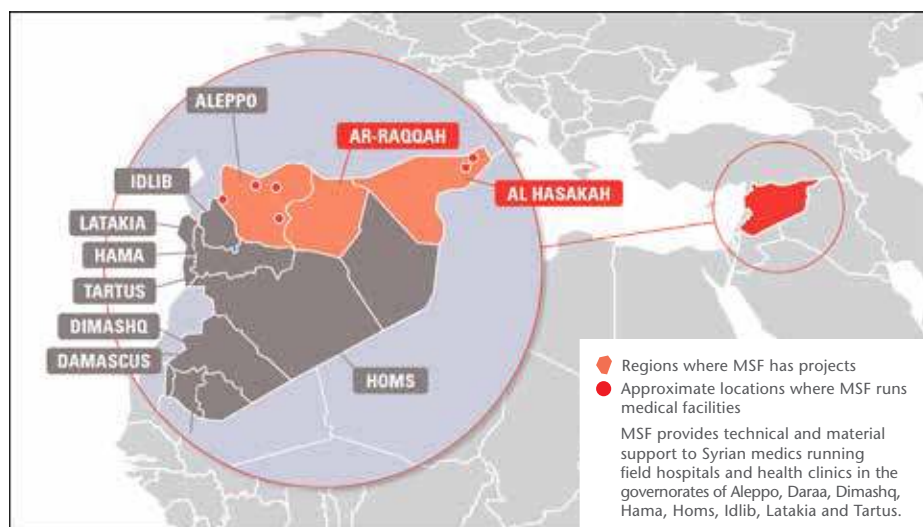 ALEPPO
AR-RAQQAH
IDLIB
AL HASAKAH
LATAKIA
HAMA
TARTUS
DIMASHQ
DAMASCUS
HOMS
Regions where MSF has projects
Approximate locations where MSF runs
medical facilities
MSF provides technical and material
support to Syrian medics running
field hospitals and health clinics in the
governorates of Aleppo, Daraa, Dimashq,
Hama, Homs, Idlib, Latakia and Tartus.